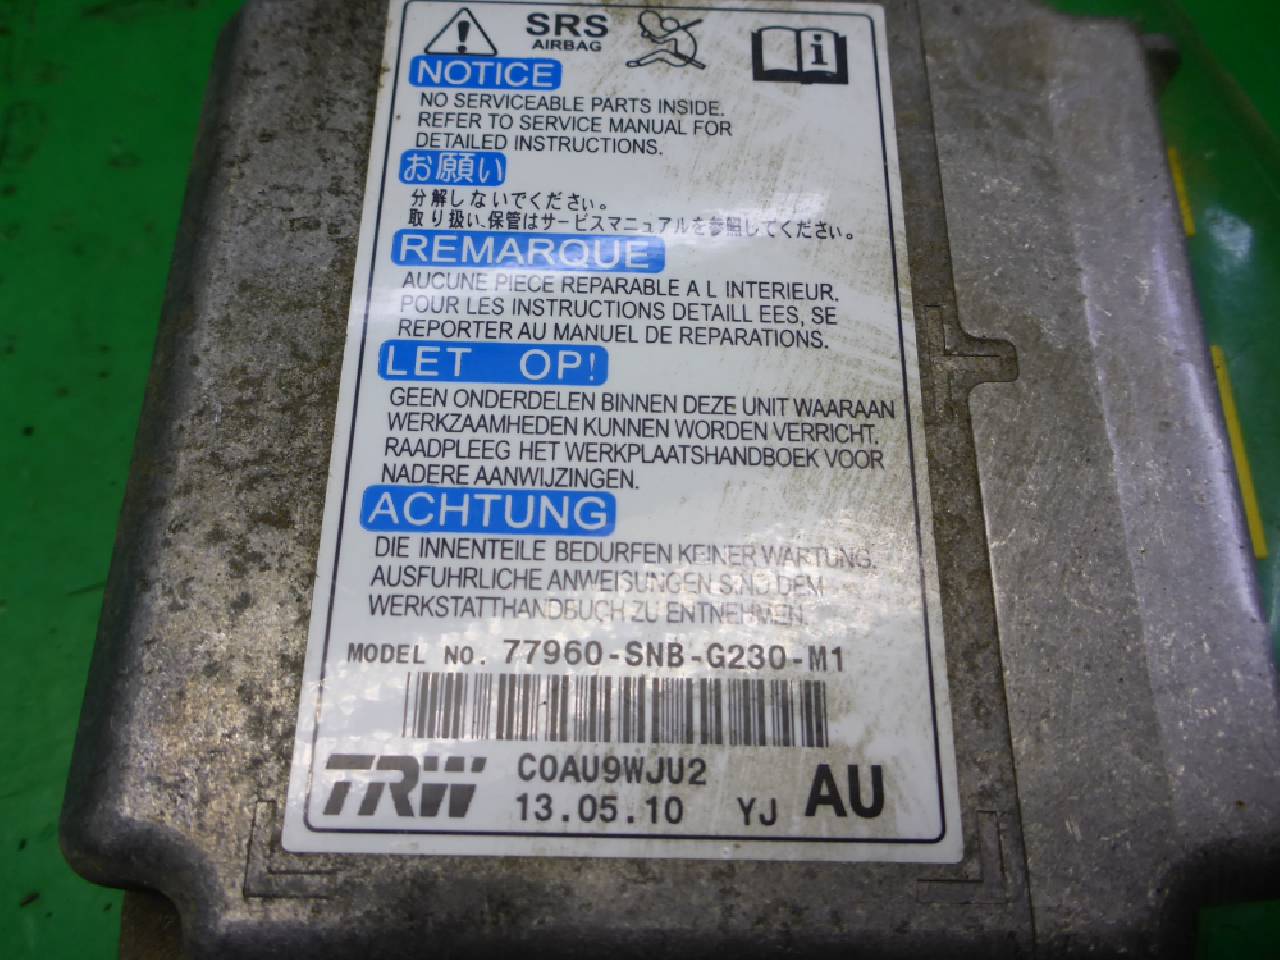 SRS
AIRBAG
NOTICE
NO SERVICEABLE PARTS INSIDE.
REFER TO SERVICE MANUAL FOR
DETAILED INSTRUCTIONS.
お願い
分解しないでください。
取り扱い、保管はサービスマニュアルを参照してください。
REMARQUE
AUCUNE PIECE REPARABLE A L INTERIEUR.
POUR LES INSTRUCTIONS DETAILL EES, SE
REPORTER AU MANUEL DE REPARATIONS.
LET OP!
GEEN ONDERDELEN BINNEN DEZE UNIT WAARAAN
WERKZAAMHEDEN KUNNEN WORDEN VERRICHT.
RAADPLEEG HET WERKPLAATSHANDBOEK VOOR
NADERE AANWIJZINGEN.
ACHTUNG
DIE INNENTEILE BEDURFEN KEINER WARTUNG.
AUSFUHRLICHE ANWEISUNGEN SIND DEM
WERKSTATTHANDBUCH ZU ENTNEHMEN.
MODEL NO. 77960-SNB-G230-M1
TRW C0AU9WJU2
13.05.10 YJ AU